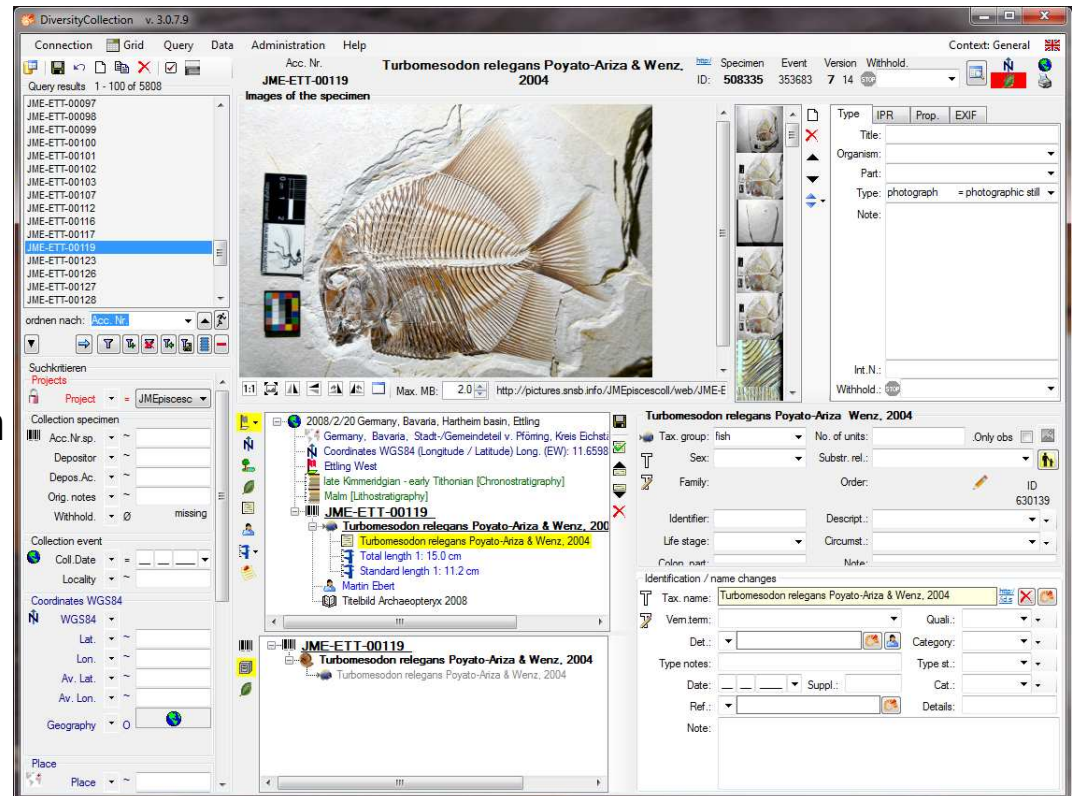 DiversityCollection v. 3.0.7.9
Connection Grid Query Data Administration Help Context: General
Query results 1 - 100 of 5808
JME-ETT-00097
JME-ETT-00098
JME-ETT-00099
JME-ETT-00100
JME-ETT-00101
JME-ETT-00102
JME-ETT-00103
JME-ETT-00107
JME-ETT-00112
JME-ETT-00116
JME-ETT-00117
JME-ETT-00119
JME-ETT-00123
JME-ETT-00126
JME-ETT-00127
JME-ETT-00128
ordnen nach: Acc. Nr.
Suchkriterien
Projects
Project = JMEpiscesc
Collection specimen
Acc.Nr.sp. ~
Depositor ~
Depos.Ac. ~
Orig. notes ~
Withhold. Ø missing
Collection event
Coll.Date = __ __ ___
Locality ~
Coordinates WGS84
WGS84 ~
Lat. ~
Lon. ~
Av. Lat. ~
Av. Lon. ~
Geography O
Place
Place ~
Acc. Nr.
JME-ETT-00119
Turbomesodon relegans Poyato-Ariza & Wenz,
2004
http:/
Specimen Event Version Withhold.
ID: 508335 353683 7 14 STOP
Images of the specimen
1:1 Max. MB: 2.0 http://pictures.snsb.info/JMEpiscescoll/web/JME-E
Type IPR Prop. EXIF
Title:
Organism:
Part:
Type: photograph = photographic still
Note:
Int.N.:
Withhold.: STOP
2008/2/20 Germany, Bavaria, Hartheim basin, Ettling
Germany, Bavaria, Stadt-/Gemeindeteil v. Pförring, Kreis Eichsta
Coordinates WGS84 (Longitude / Latitude) Long. (EW): 11.6598
Ettling West
late Kimmeridgian - early Tithonian [Chronostratigraphy]
Malm [Lithostratigraphy]
JME-ETT-00119
Turbomesodon relegans Poyato-Ariza & Wenz, 200
Turbomesodon relegans Poyato-Ariza & Wenz, 2004
Total length 1: 15.0 cm
Standard length 1: 11.2 cm
Martin Ebert
Titelbild Archaeopteryx 2008
JME-ETT-00119
Turbomesodon relegans Poyato-Ariza & Wenz, 2004
Turbomesodon relegans Poyato-Ariza & Wenz, 2004
Turbomesodon relegans Poyato-Ariza Wenz, 2004
Tax. group: fish No. of units: Only obs
Sex: Substr. rel.:
Family: Order: ID
630139
Identifier: Descript.:
Life stage: Circumst.:
Colon. part: Note:
Identification / name changes
Tax. name: Turbomesodon relegans Poyato-Ariza & Wenz, 2004
Vern.term: Quali.:
Det.: Category:
Type notes: Type st.:
Date: __ __ ___ Suppl.: Cat.:
Ref.: Details:
Note: